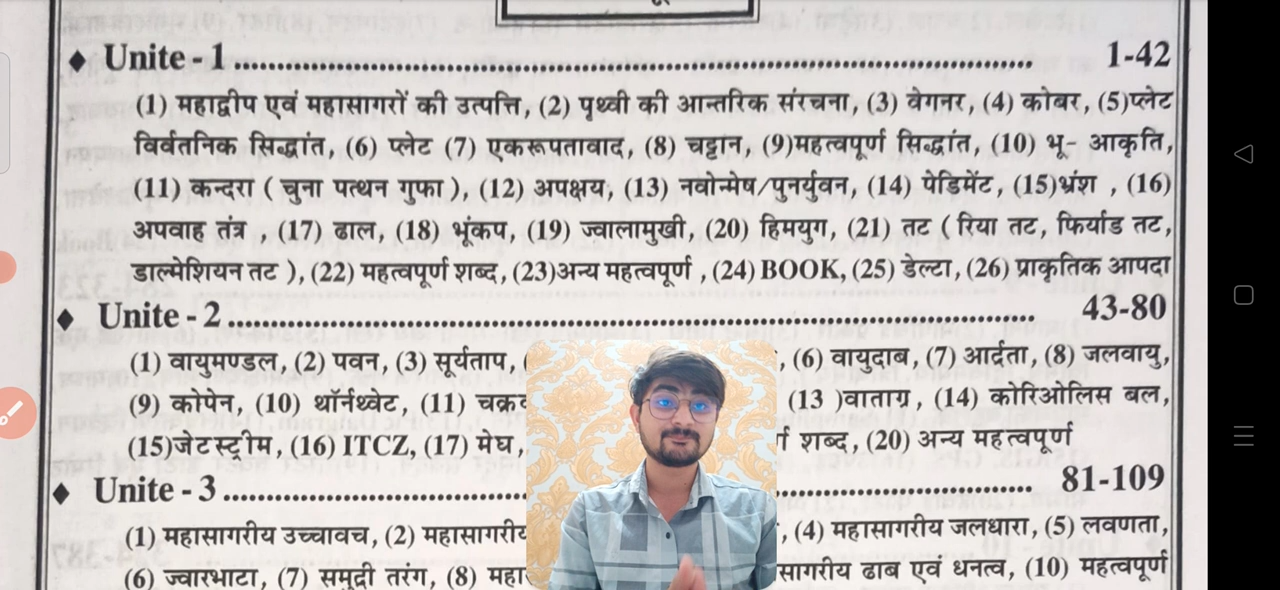 ♦ Unite - 1 ........................................ 1-42
(1) महाद्वीप एवं महासागरों की उत्पत्ति, (2) पृथ्वी की आन्तरिक संरचना, (3) वेगनर, (4) कोबर, (5)प्लेट
विर्वतनिक सिद्धांत, (6) प्लेट (7) एकरूपतावाद, (8) चट्टान, (9)महत्वपूर्ण सिद्धांत, (10) भू- आकृति,
(11) कन्दरा ( चुना पत्थन गुफा ), (12) अपक्षय, (13) नवोन्मेष/पुनर्युवन, (14) पेडिमेंट, (15)भ्रंश , (16)
अपवाह तंत्र , (17) ढाल, (18) भूंकप, (19) ज्वालामुखी, (20) हिमयुग, (21) तट ( रिया तट, फिर्याड तट,
डाल्मेशियन तट ), (22) महत्वपूर्ण शब्द, (23)अन्य महत्वपूर्ण , (24) BOOK, (25) डेल्टा, (26) प्राकृतिक आपदा
♦ Unite - 2 ........................................ 43-80
(1) वायुमण्डल, (2) पवन, (3) सूर्यताप, , (6) वायुदाब, (7) आर्द्रता, (8) जलवायु,
(9) कोपेन, (10) थॉर्नथ्वेट, (11) (13 )वाताग्र, (14) कोरिओलिस बल,
(15)जेटस्ट्रीम, (16) ITCZ, (17) मेघ, शब्द, (20) अन्य महत्वपूर्ण
♦ Unite - 3 ........................................ 81-109
(1) महासागरीय उच्चावच, (2) महासागरीय , (4) महासागरीय जलधारा, (5) लवणता,
(6) ज्वारभाटा, (7) समुद्री तरंग, (8) ढाब एवं धनत्व, (10) महत्वपूर्ण